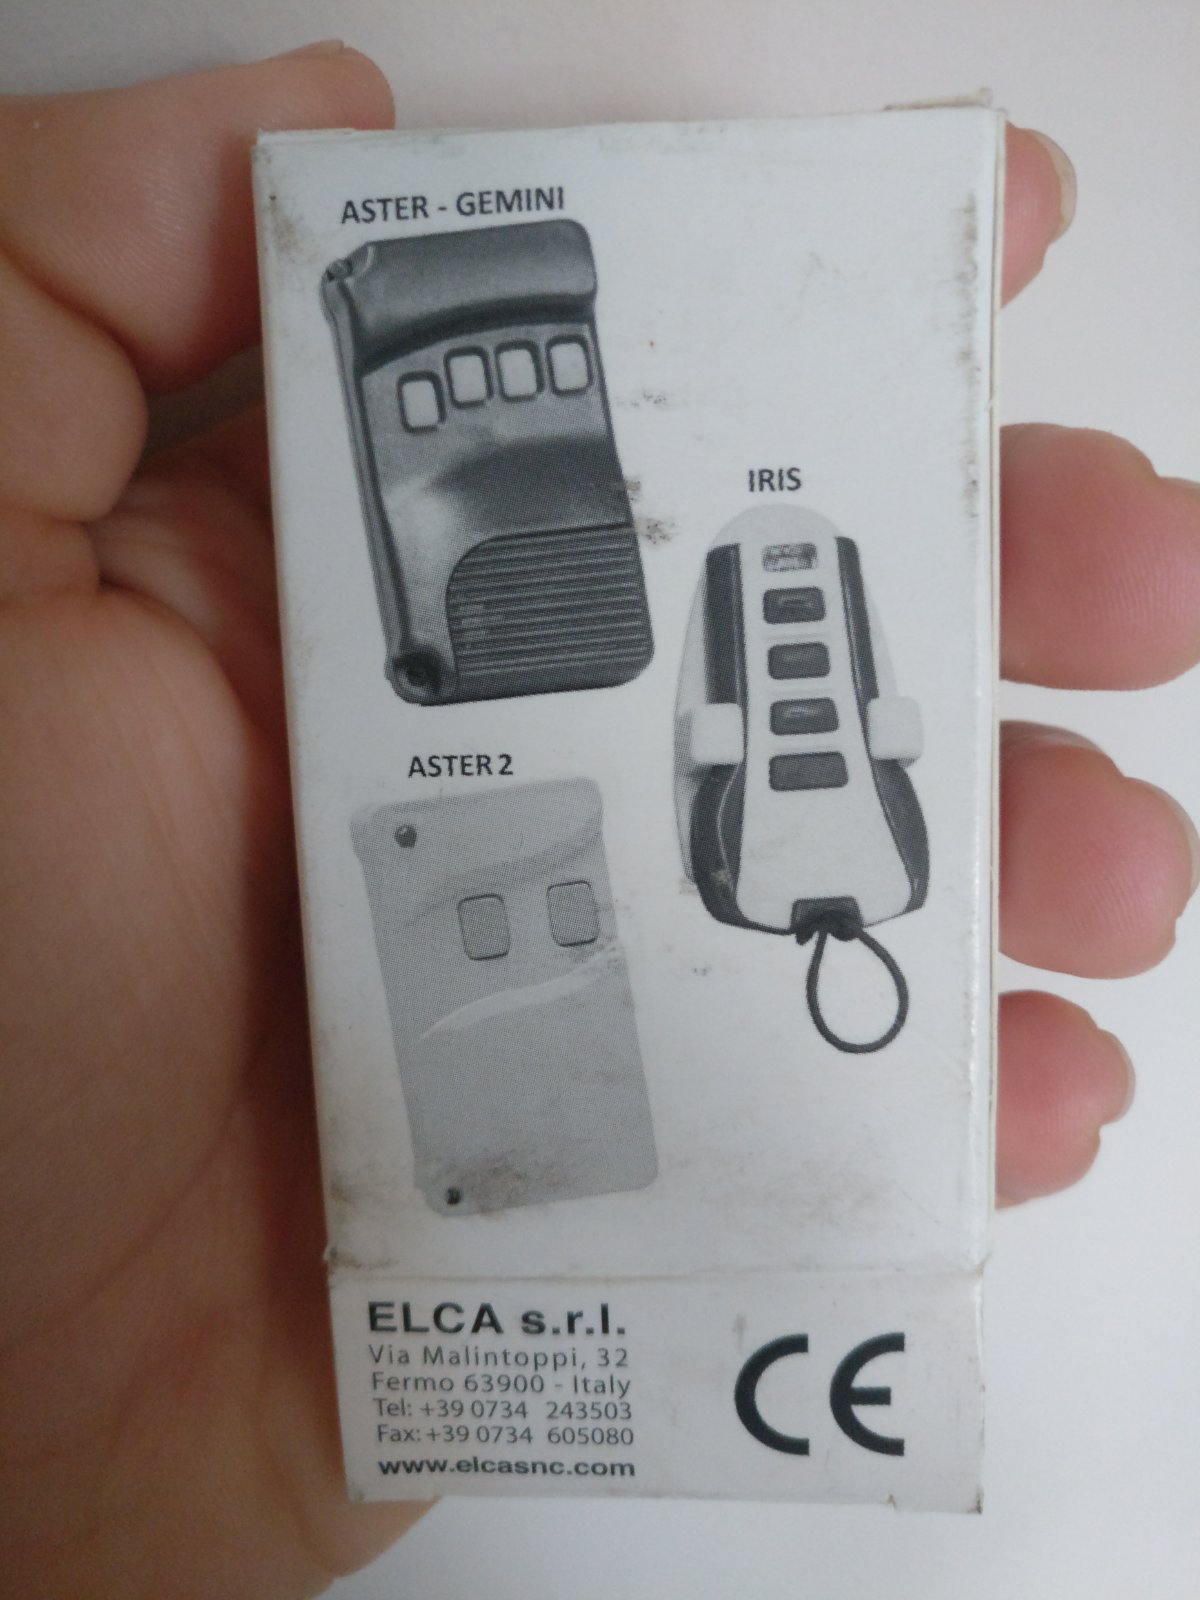 ASTER - GEMINI
IRIS
ASTER 2
ELCA s.r.l.
Via Malintoppi, 32
Fermo 63900 - Italy
Tel: +39 0734 243503
Fax: +39 0734 605080
www.elcasnc.com
CE